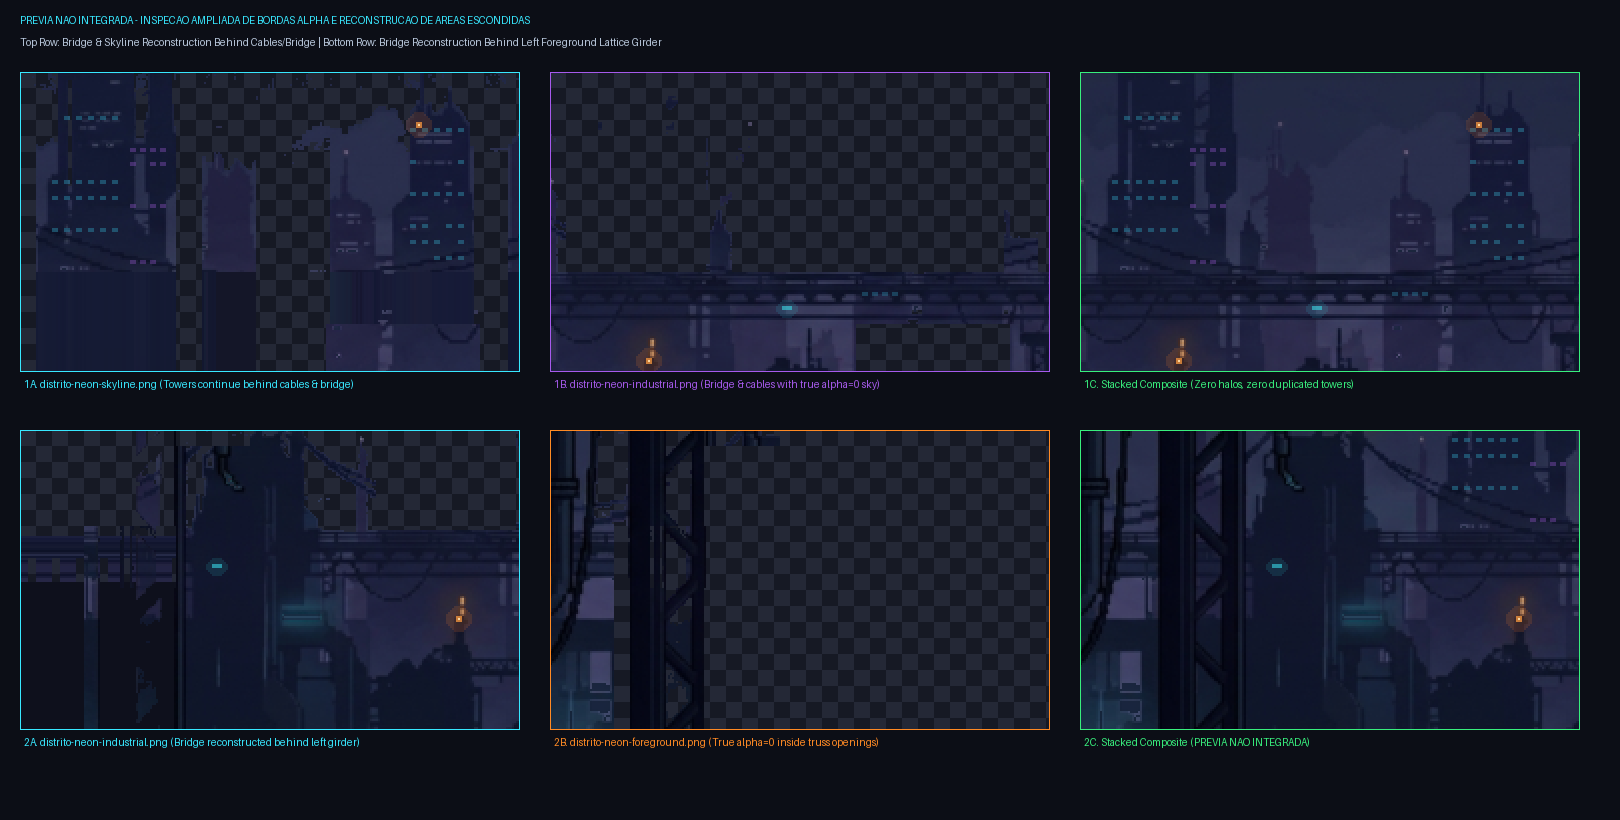 PREVIA NAO INTEGRADA - INSPECAO AMPLIADA DE BORDAS ALPHA E RECONSTRUCAO DE AREAS ESCONDIDAS
Top Row: Bridge & Skyline Reconstruction Behind Cables/Bridge | Bottom Row: Bridge Reconstruction Behind Left Foreground Lattice Girder
1A. distrito-neon-skyline.png (Towers continue behind cables & bridge)
1B. distrito-neon-industrial.png (Bridge & cables with true alpha=0 sky)
1C. Stacked Composite (Zero halos, zero duplicated towers)
2A. distrito-neon-industrial.png (Bridge reconstructed behind left girder)
2B. distrito-neon-foreground.png (True alpha=0 inside truss openings)
2C. Stacked Composite (PREVIA NAO INTEGRADA)